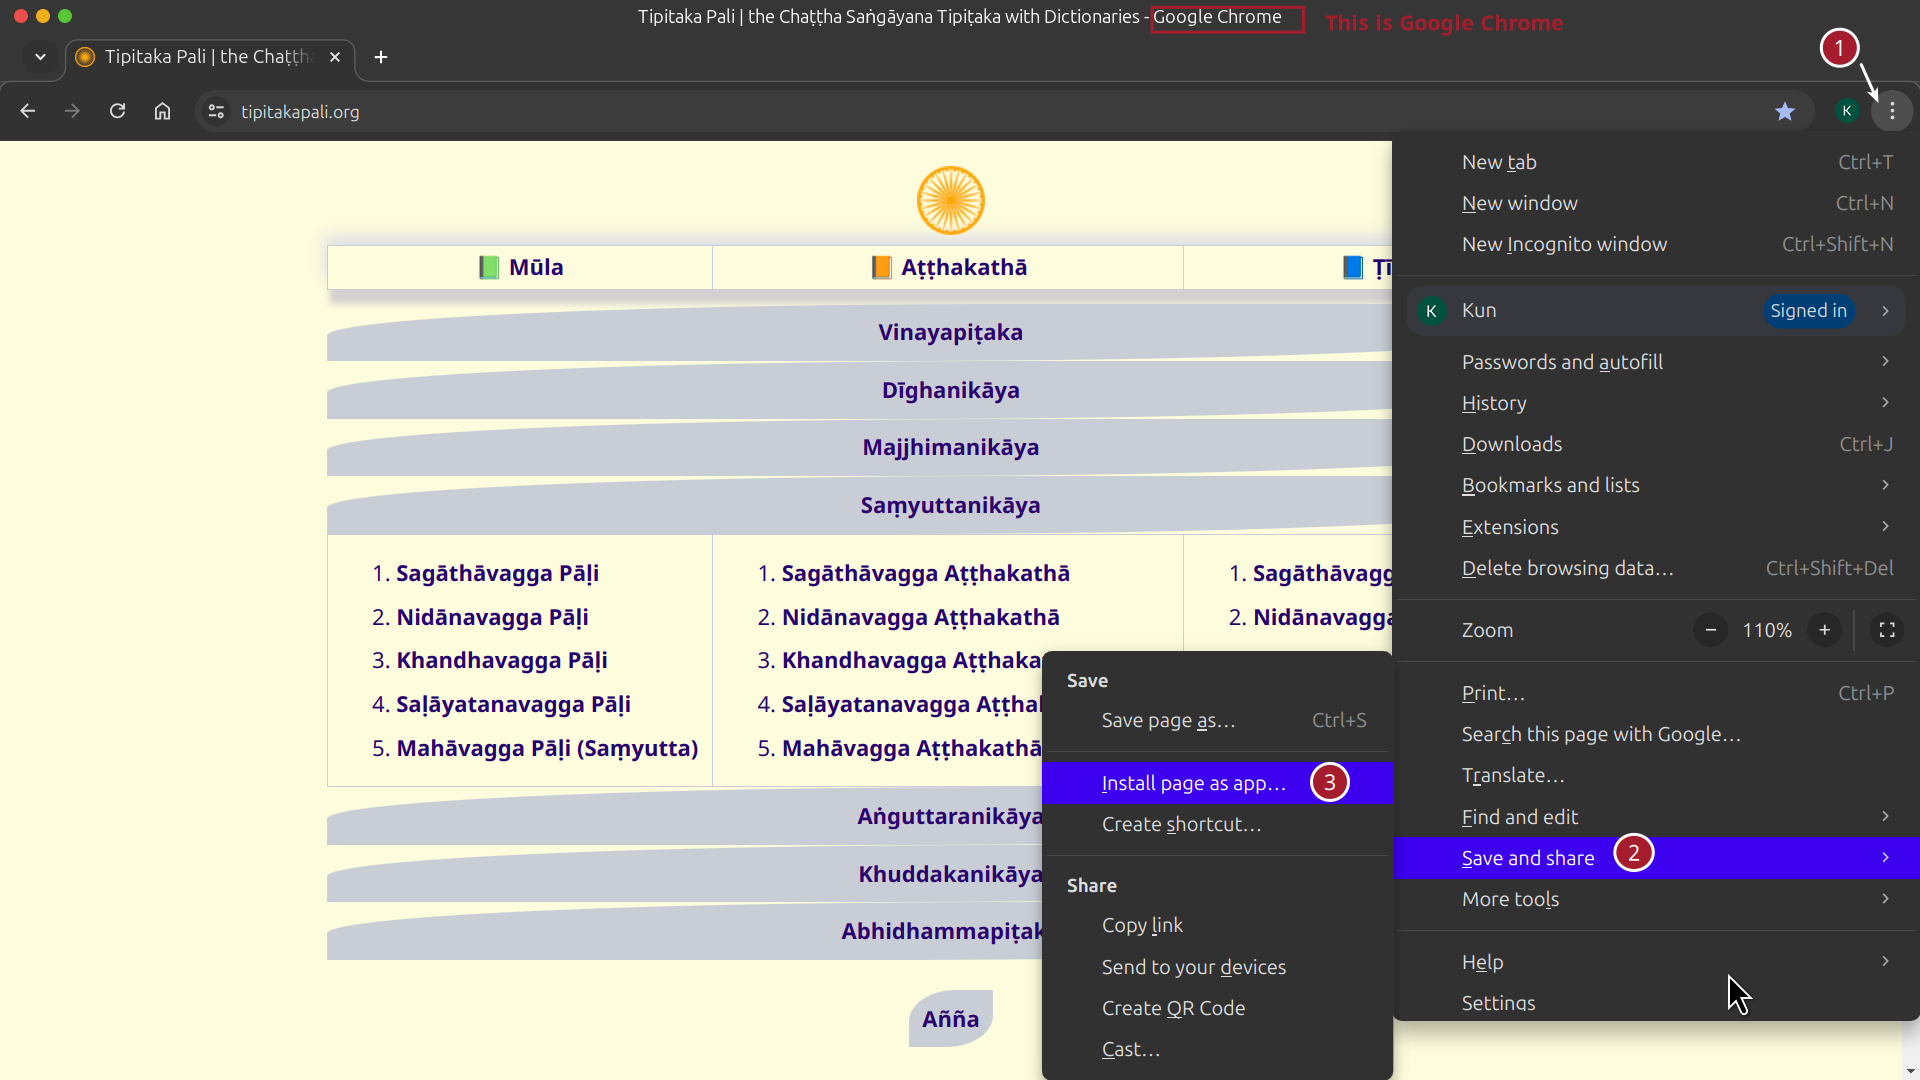 Tipitaka Pali | the Chaṭṭha Saṅgāyana Tipiṭaka with Dictionaries - Google Chrome
This is Google Chrome
1
Tipitaka Pali | the Chaṭṭha
tipitakapali.org
K
Mūla
Aṭṭhakathā
Ṭī
Vinayapiṭaka
Dīghanikāya
Majjhimanikāya
Saṃyuttanikāya
1. Sagāthāvagga Pāḷi
2. Nidānavagga Pāḷi
3. Khandhavagga Pāḷi
4. Saḷāyatanavagga Pāḷi
5. Mahāvagga Pāḷi (Saṃyutta)
1. Sagāthāvagga Aṭṭhakathā
2. Nidānavagga Aṭṭhakathā
3. Khandhavagga Aṭṭhaka
4. Saḷāyatanavagga Aṭṭhal
5. Mahāvagga Aṭṭhakathā
1. Sagāthāvagg
2. Nidānavagga
Aṅguttaranikāya
Khuddakanikāya
Abhidhammapiṭak
Añña
New tab Ctrl+T
New window Ctrl+N
New Incognito window Ctrl+Shift+N
K Kun Signed in
Passwords and autofill
History
Downloads Ctrl+J
Bookmarks and lists
Extensions
Delete browsing data... Ctrl+Shift+Del
Zoom − 110% +
Print... Ctrl+P
Search this page with Google...
Translate...
Find and edit
Save and share 2
More tools
Help
Settings
Save
Save page as... Ctrl+S
Install page as app... 3
Create shortcut...
Share
Copy link
Send to your devices
Create QR Code
Cast...